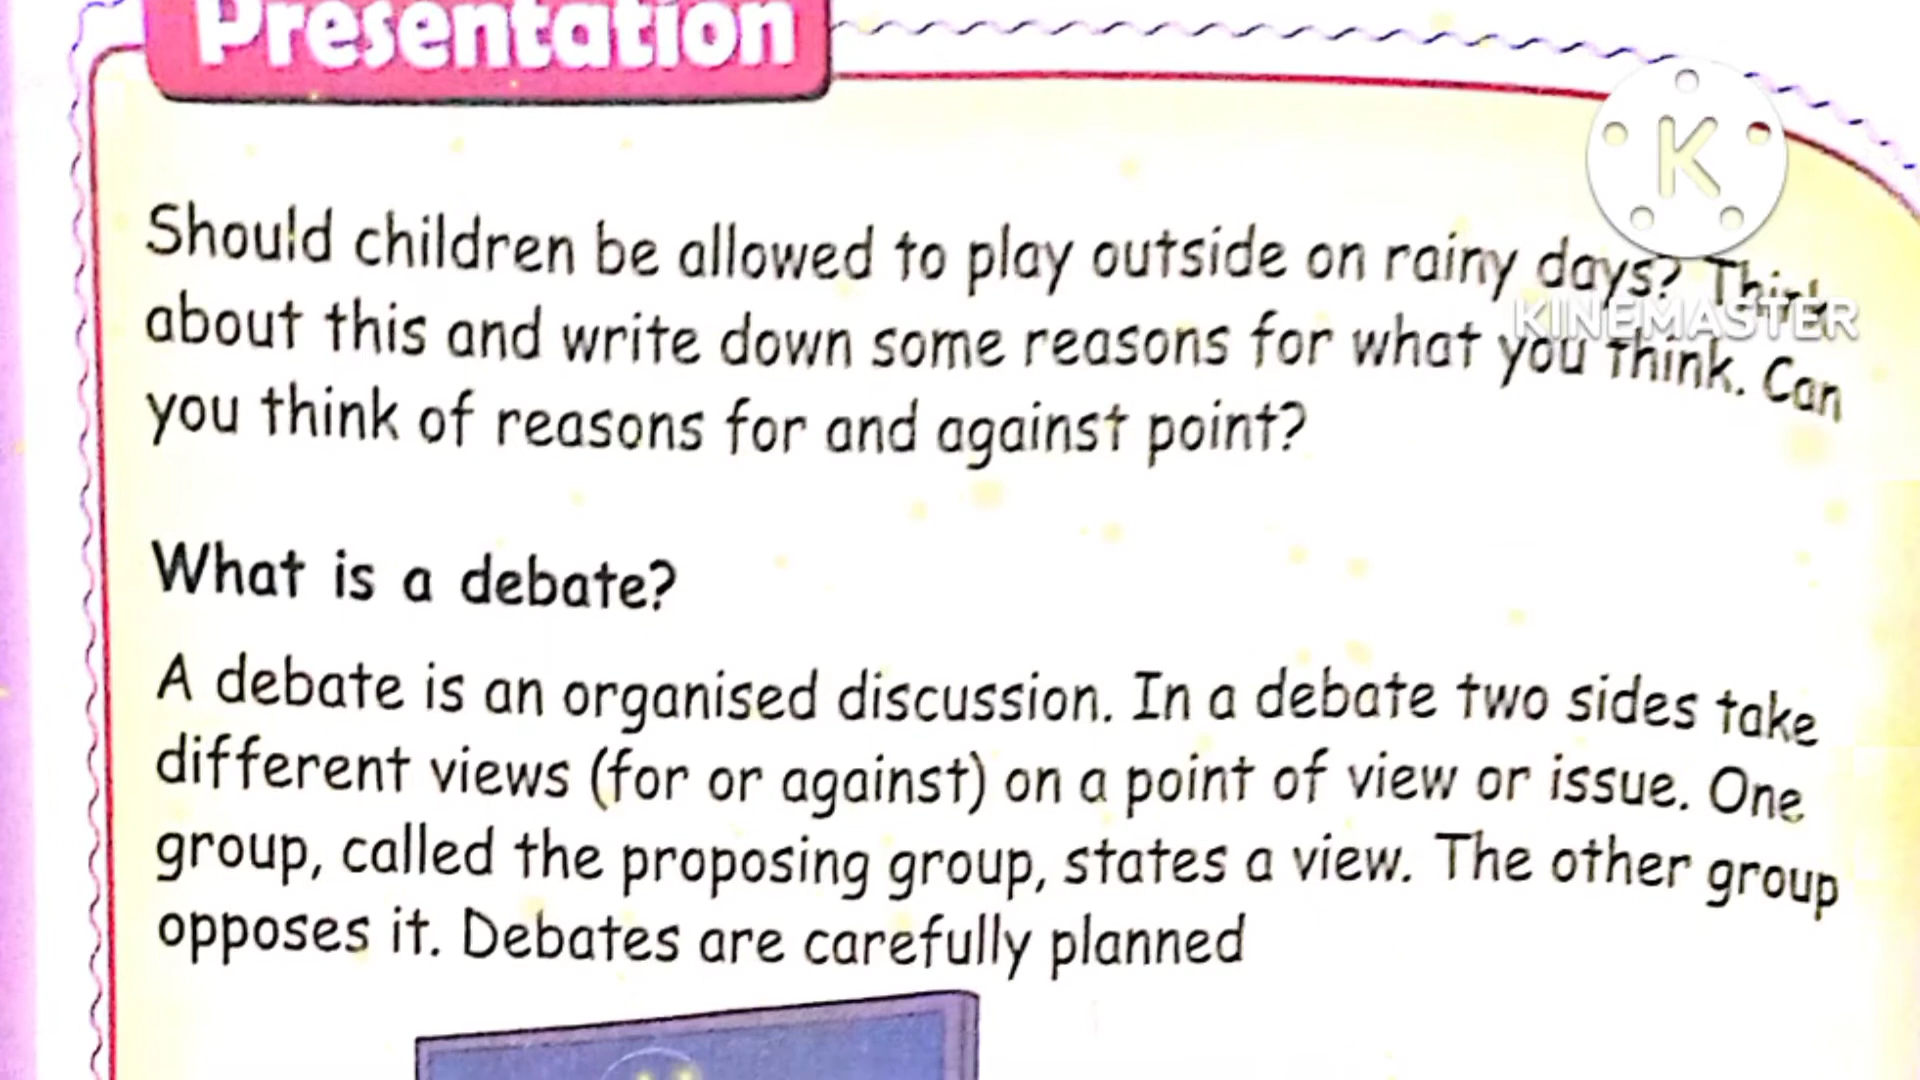 Presentation
K
KINEMASTER
Should children be allowed to play outside on rainy days? Think
about this and write down some reasons for what you think. Can
you think of reasons for and against point?
What is a debate?
A debate is an organised discussion. In a debate two sides take
different views (for or against) on a point of view or issue. One
group, called the proposing group, states a view. The other group
opposes it. Debates are carefully planned